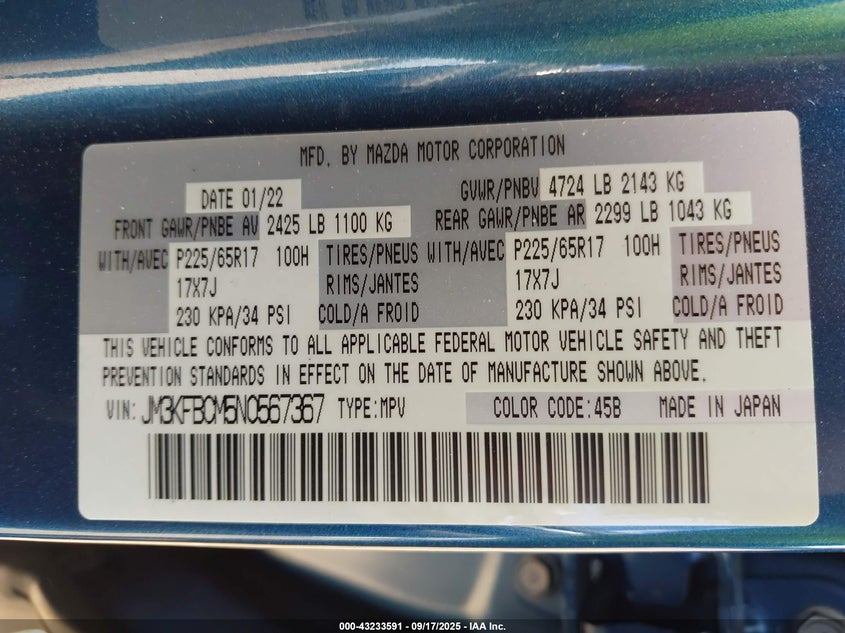 MFD. BY MAZDA MOTOR CORPORATION
DATE 01/22 GVWR/PNBV 4724 LB 2143 KG
FRONT GAWR/PNBE AV 2425 LB 1100 KG REAR GAWR/PNBE AR 2299 LB 1043 KG
WITH/AVEC P225/65R17 100H TIRES/PNEUS WITH/AVEC P225/65R17 100H TIRES/PNEUS
17X7J RIMS/JANTES 17X7J RIMS/JANTES
230 KPA/34 PSI COLD/A FROID 230 KPA/34 PSI COLD/A FROID
THIS VEHICLE CONFORMS TO ALL APPLICABLE FEDERAL MOTOR VEHICLE SAFETY AND THEFT
PREVENTION STANDARDS IN EFFECT ON THE DATE OF MANUFACTURE SHOWN ABOVE.
VIN: JM3KFBCM5N0567367 TYPE:MPV COLOR CODE:45B MADE IN JAPAN
000-43233591 - 09/17/2025 - IAA Inc.